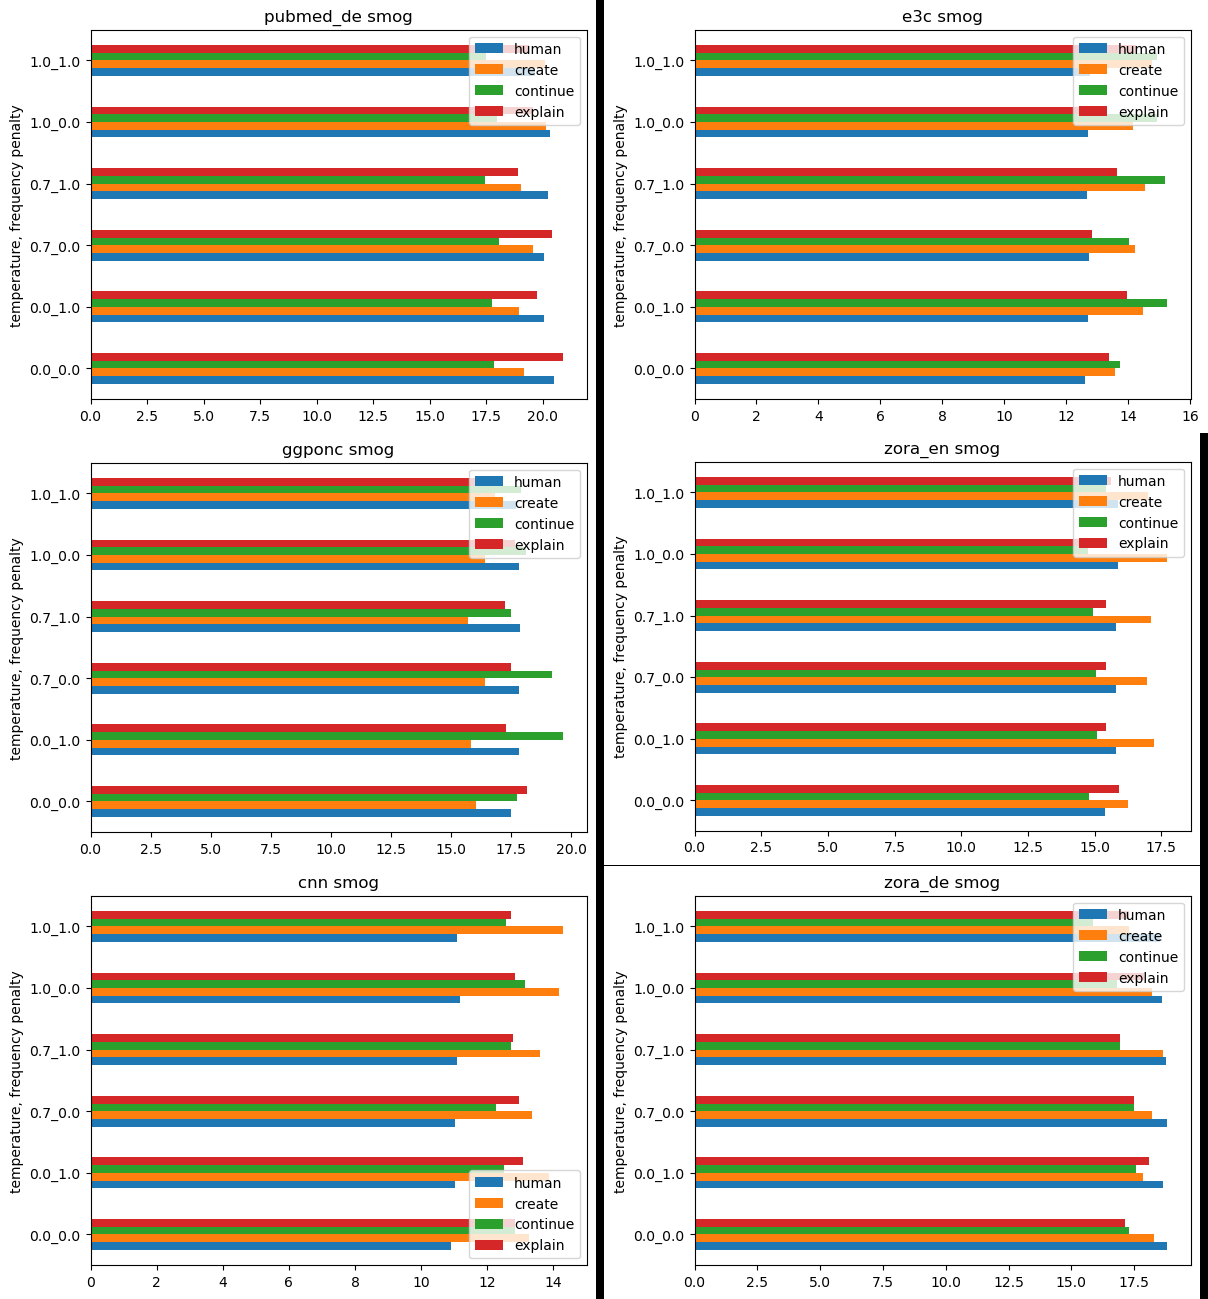 pubmed_de smog
temperature, frequency penalty
1.0_1.0
1.0_0.0
0.7_1.0
0.7_0.0
0.0_1.0
0.0_0.0
human
create
continue
explain
0.0 2.5 5.0 7.5 10.0 12.5 15.0 17.5 20.0
e3c smog
temperature, frequency penalty
1.0_1.0
1.0_0.0
0.7_1.0
0.7_0.0
0.0_1.0
0.0_0.0
human
create
continue
explain
0 2 4 6 8 10 12 14 16
ggponc smog
temperature, frequency penalty
1.0_1.0
1.0_0.0
0.7_1.0
0.7_0.0
0.0_1.0
0.0_0.0
human
create
continue
explain
0.0 2.5 5.0 7.5 10.0 12.5 15.0 17.5 20.0
zora_en smog
temperature, frequency penalty
1.0_1.0
1.0_0.0
0.7_1.0
0.7_0.0
0.0_1.0
0.0_0.0
human
create
continue
explain
0.0 2.5 5.0 7.5 10.0 12.5 15.0 17.5
cnn smog
temperature, frequency penalty
1.0_1.0
1.0_0.0
0.7_1.0
0.7_0.0
0.0_1.0
0.0_0.0
human
create
continue
explain
0 2 4 6 8 10 12 14
zora_de smog
temperature, frequency penalty
1.0_1.0
1.0_0.0
0.7_1.0
0.7_0.0
0.0_1.0
0.0_0.0
human
create
continue
explain
0.0 2.5 5.0 7.5 10.0 12.5 15.0 17.5